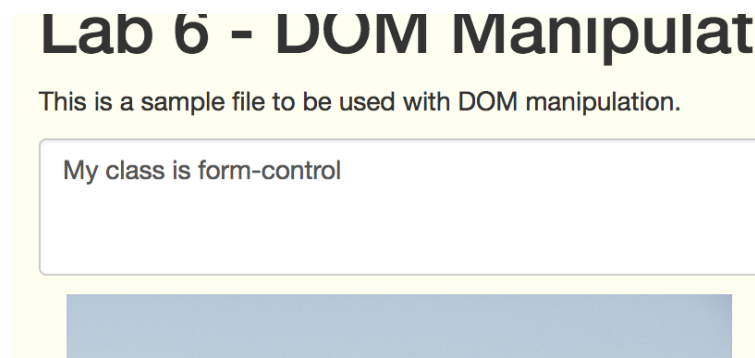 Lab 6 - DOM Manipulat
This is a sample file to be used with DOM manipulation.
My class is form-control